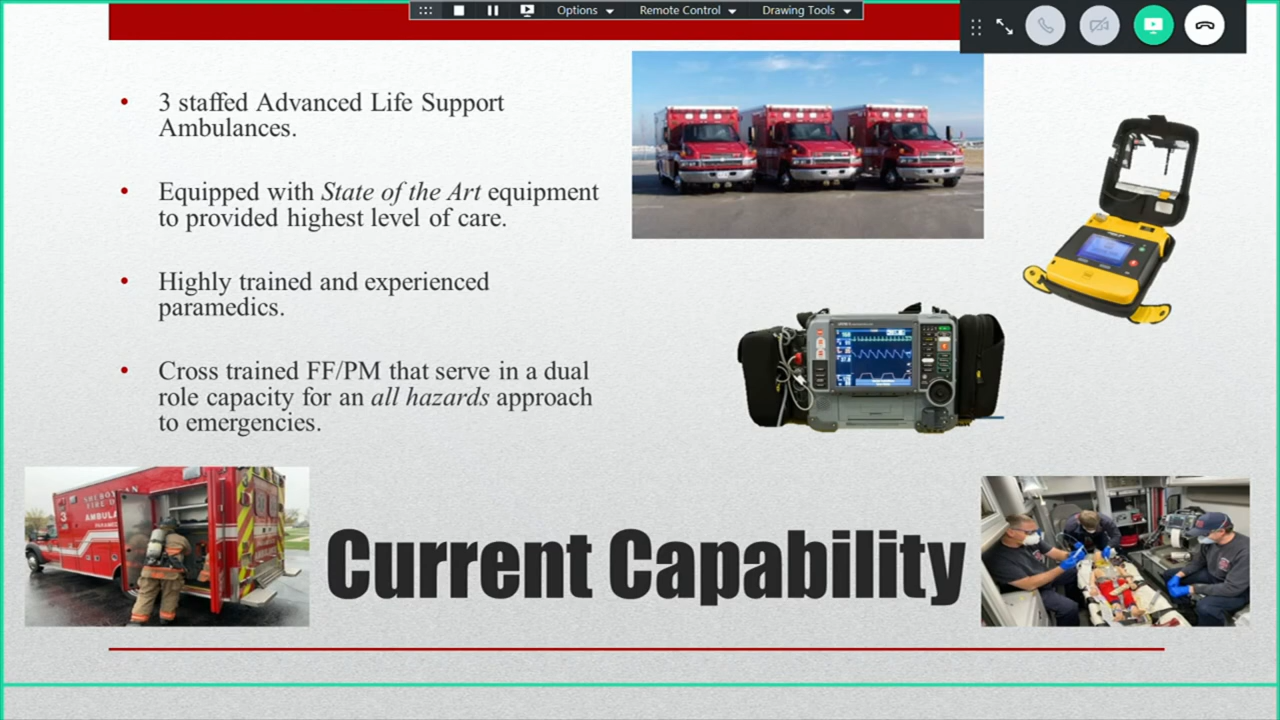 Options
Remote Control
Drawing Tools
3 staffed Advanced Life Support
Ambulances.
Equipped with State of the Art equipment
to provided highest level of care.
Highly trained and experienced
paramedics.
Cross trained FF/PM that serve in a dual
role capacity for an all hazards approach
to emergencies.
3
Current Capability